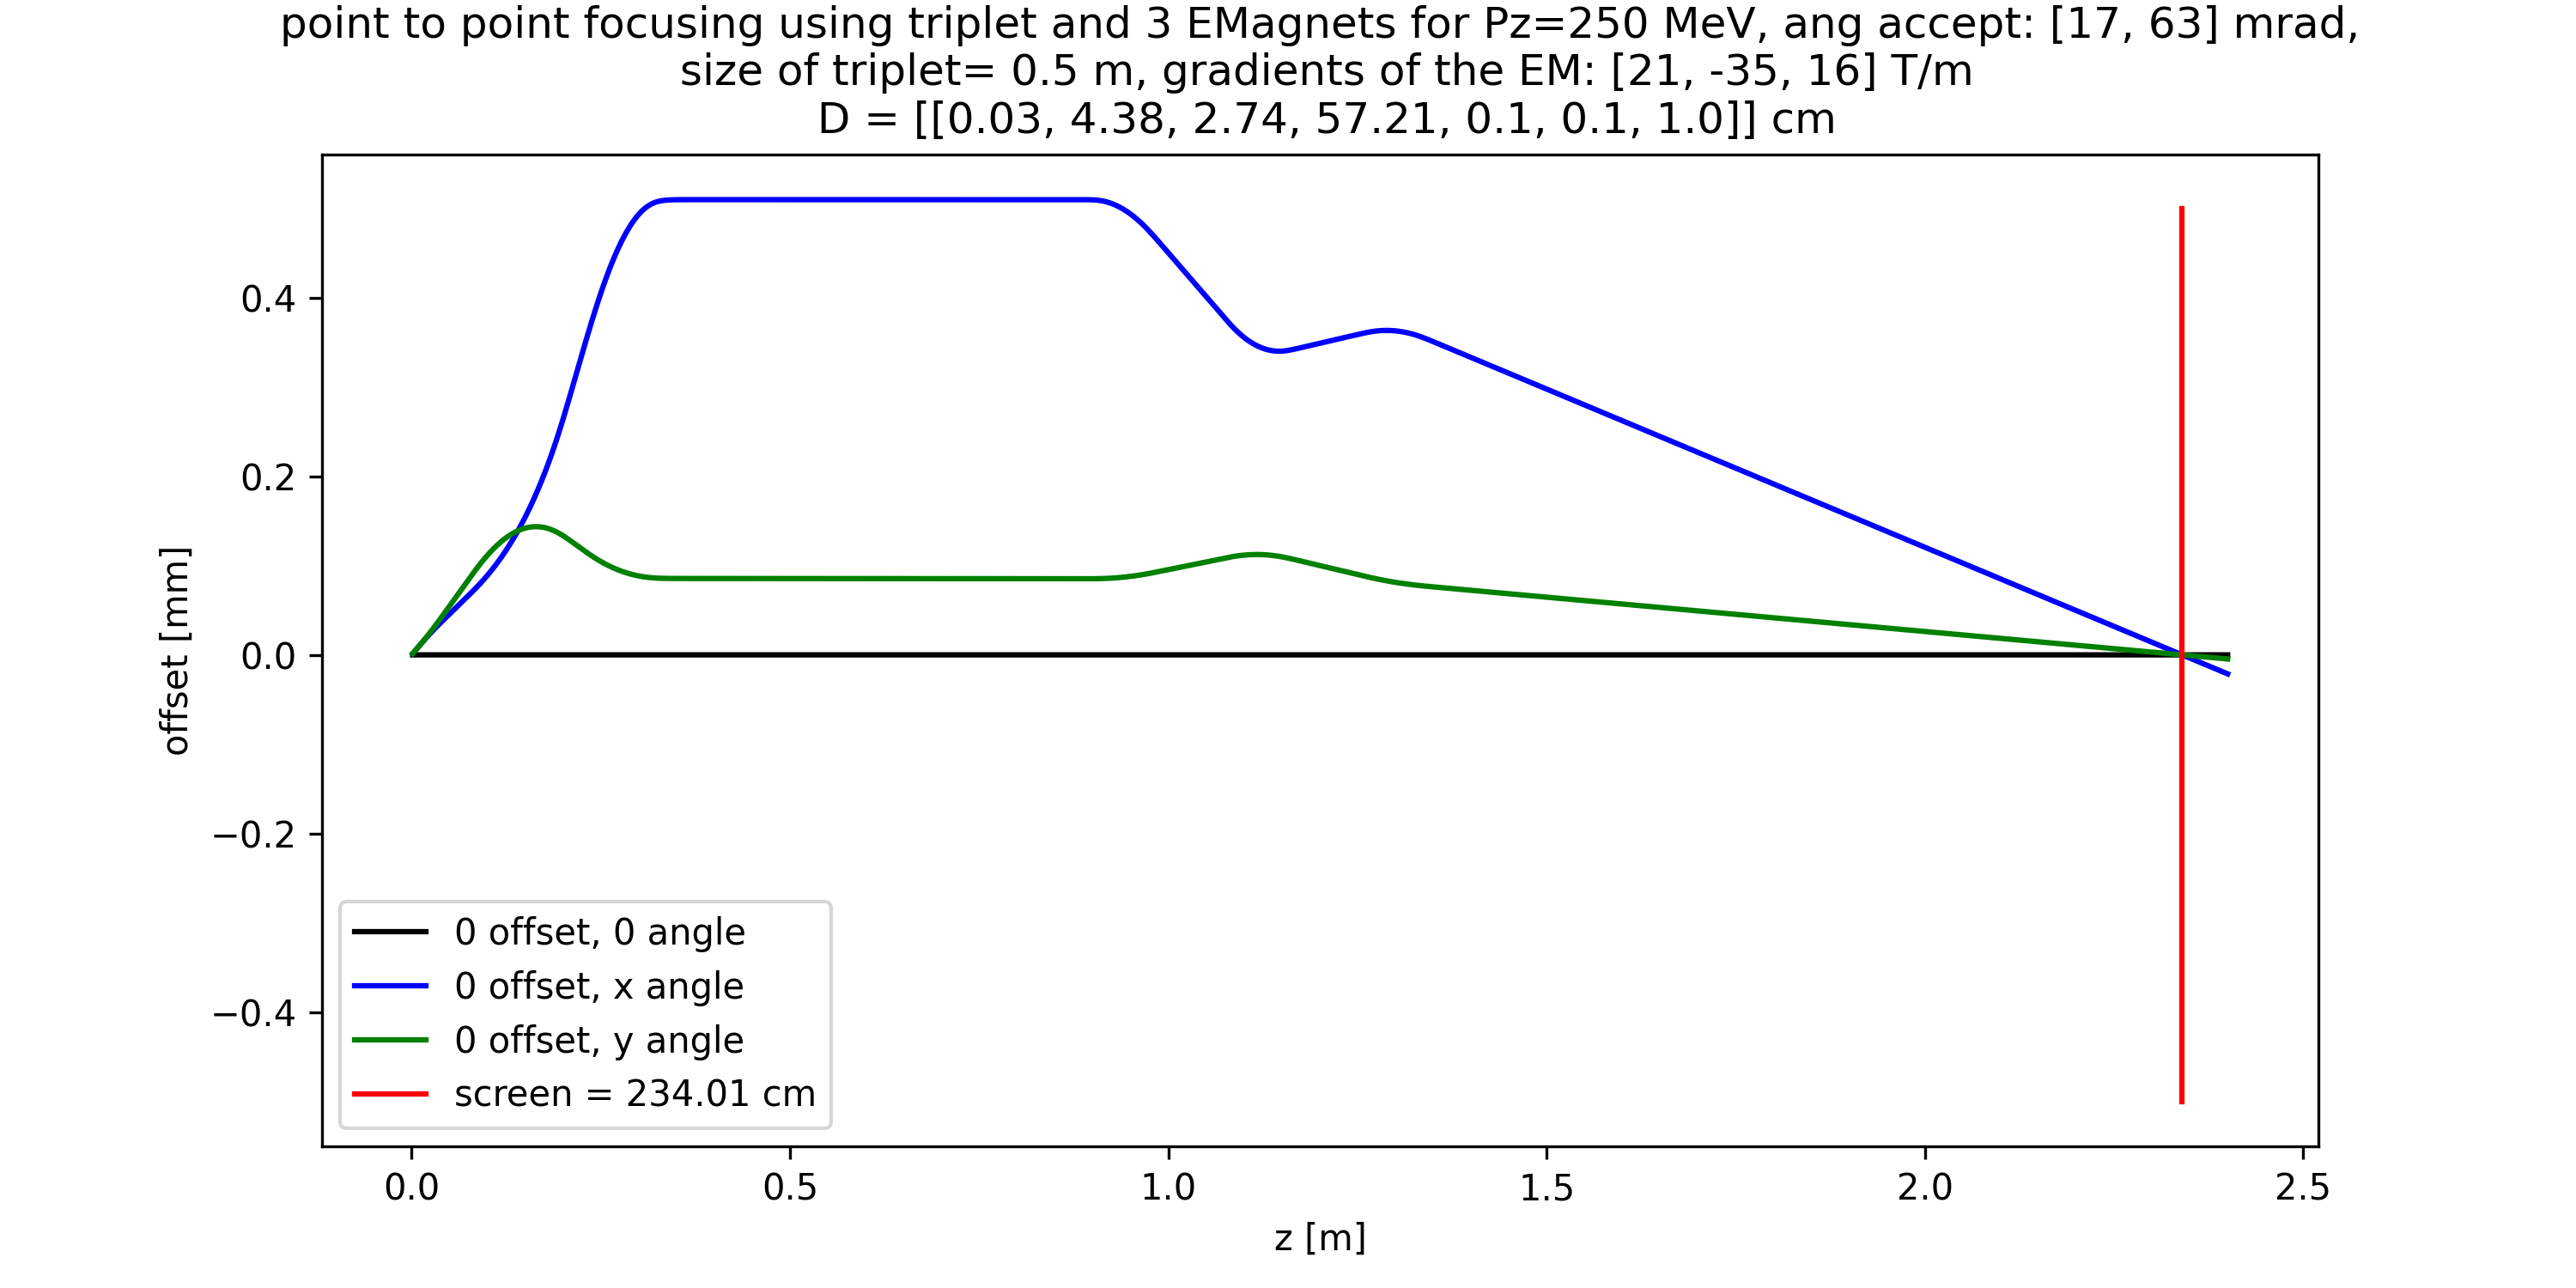 point to point focusing using triplet and 3 EMagnets for Pz=250 MeV, ang accept: [17, 63] mrad,
size of triplet= 0.5 m, gradients of the EM: [21, -35, 16] T/m
D = [[0.03, 4.38, 2.74, 57.21, 0.1, 0.1, 1.0]] cm
offset [mm]
0.4
0.2
0.0
−0.2
−0.4
0 offset, 0 angle
0 offset, x angle
0 offset, y angle
screen = 234.01 cm
0.0 0.5 1.0 1.5 2.0 2.5
z [m]